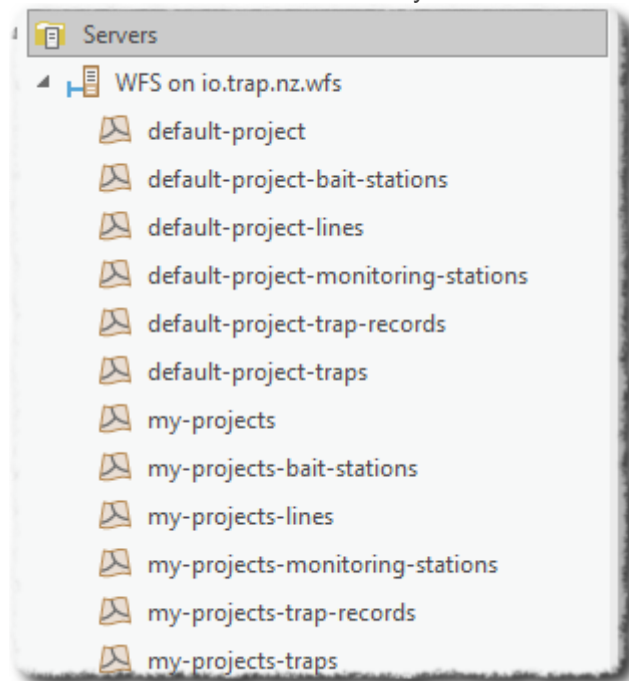 Servers
WFS on io.trap.nz.wfs
default-project
default-project-bait-stations
default-project-lines
default-project-monitoring-stations
default-project-trap-records
default-project-traps
my-projects
my-projects-bait-stations
my-projects-lines
my-projects-monitoring-stations
my-projects-trap-records
my-projects-traps